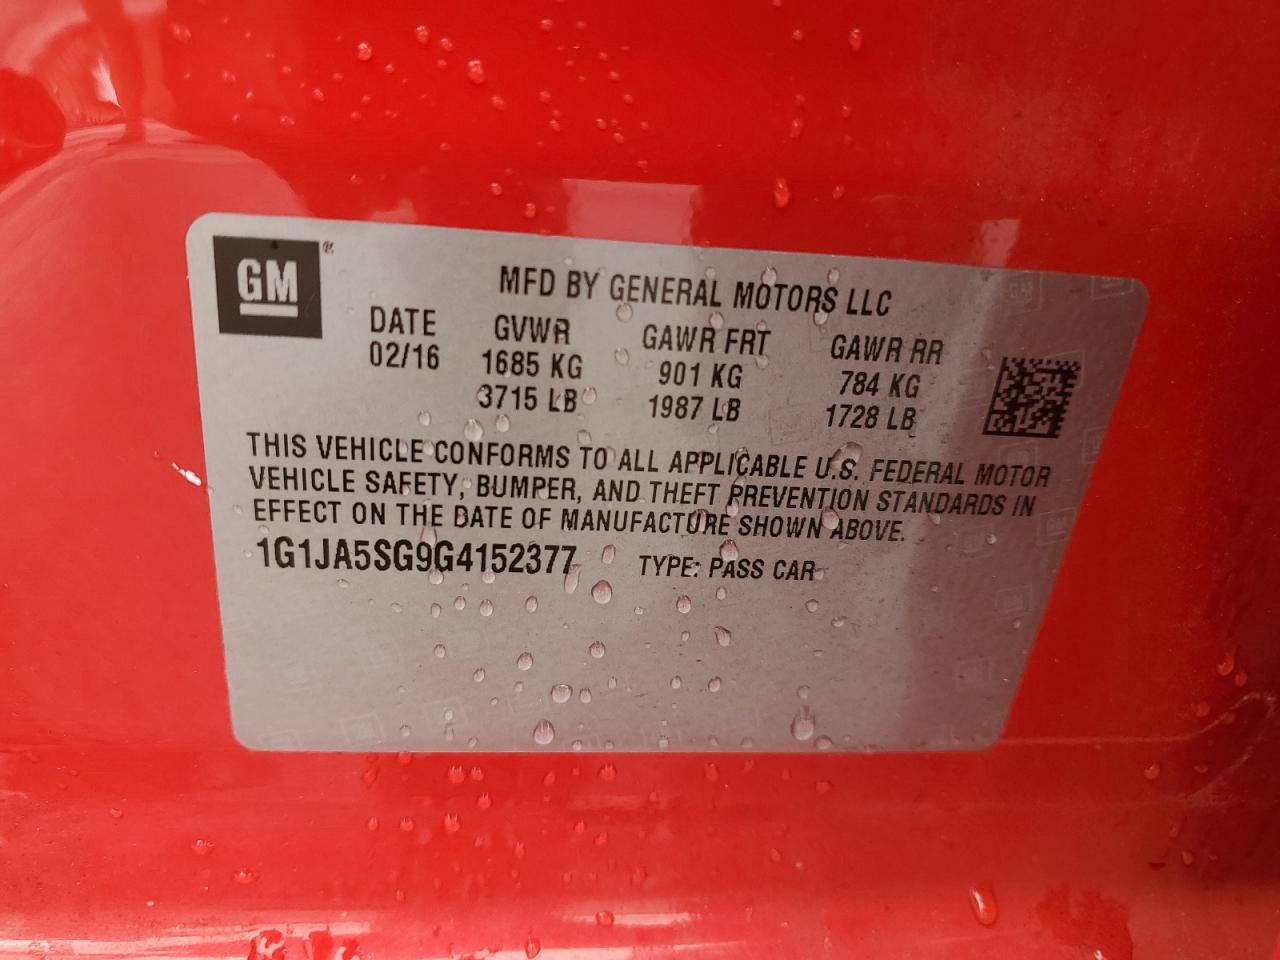 GM®
MFD BY GENERAL MOTORS LLC
DATE GVWR GAWR FRT GAWR RR
02/16 1685 KG 901 KG 784 KG
3715 LB 1987 LB 1728 LB
THIS VEHICLE CONFORMS TO ALL APPLICABLE U.S. FEDERAL MOTOR
VEHICLE SAFETY, BUMPER, AND THEFT PREVENTION STANDARDS IN
EFFECT ON THE DATE OF MANUFACTURE SHOWN ABOVE.
1G1JA5SG9G4152377 TYPE: PASS CAR